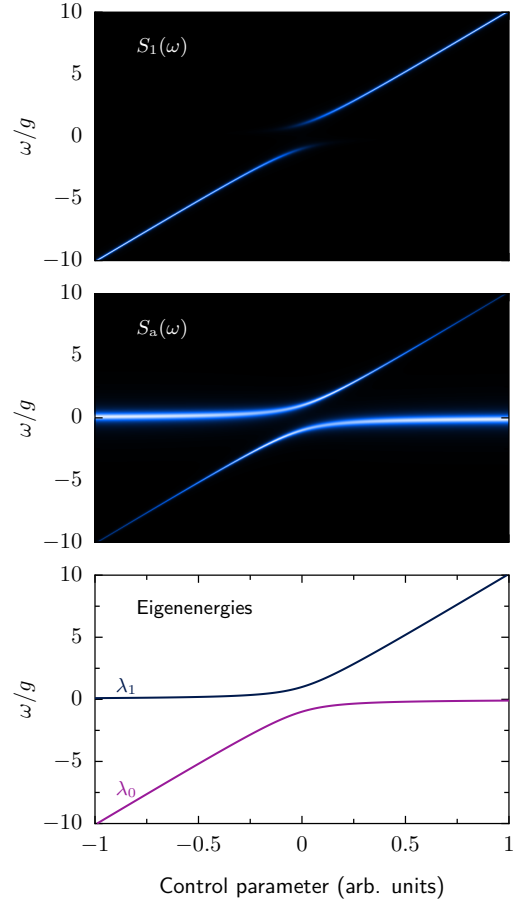 10
5
0
−5
−10
ω/g
S₁(ω)
10
5
0
−5
−10
ω/g
Sₐ(ω)
10
5
0
−5
−10
ω/g
Eigenenergies
λ₁
λ₀
−1 −0.5 0 0.5 1
Control parameter (arb. units)